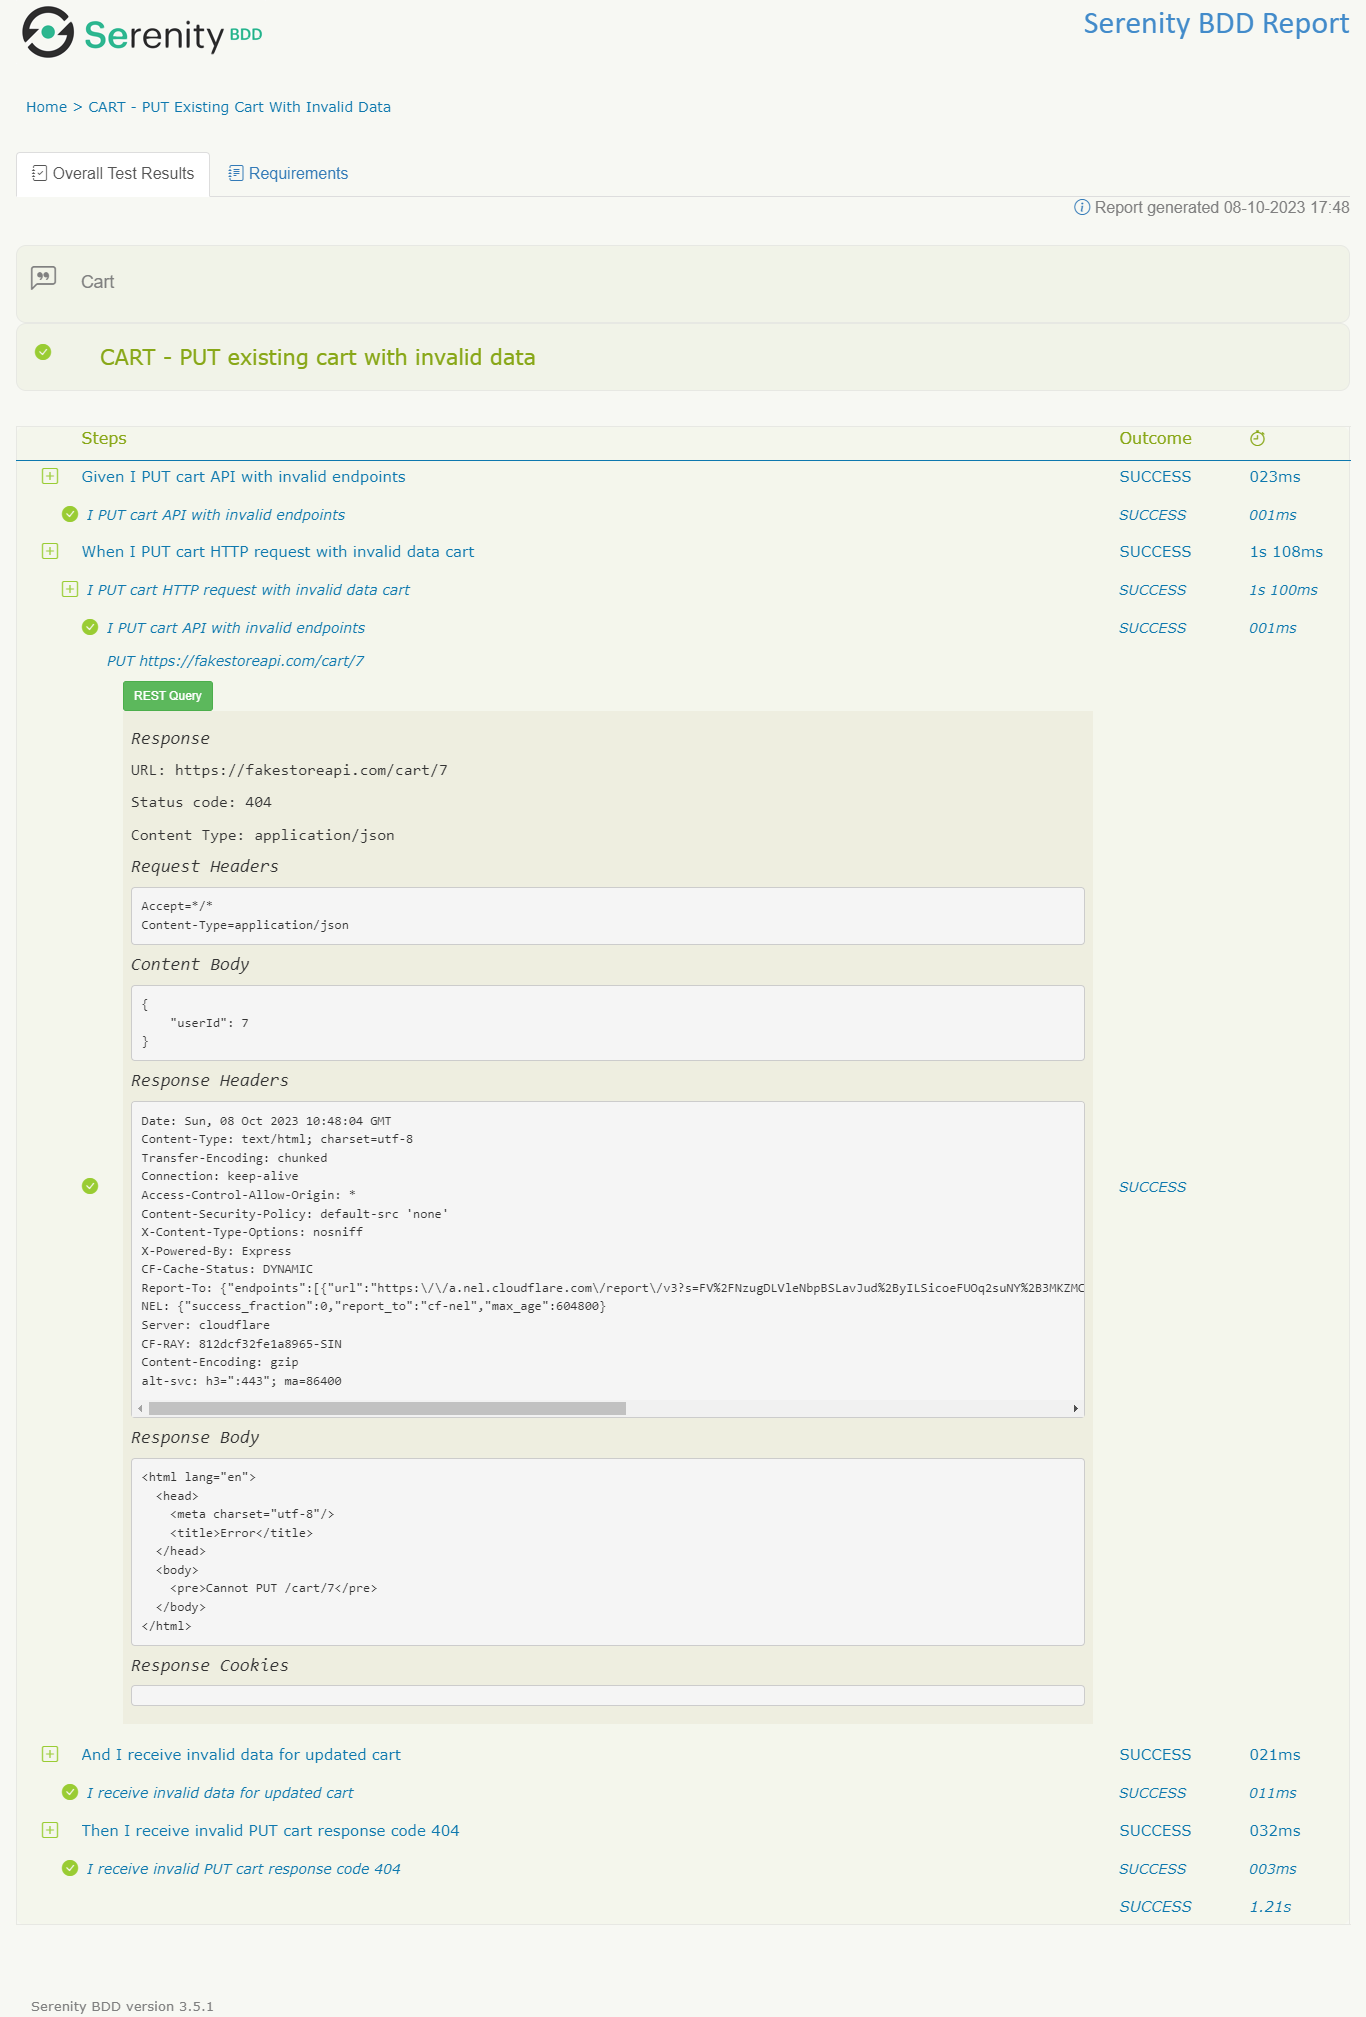 Serenity BDD
Serenity BDD Report
Home > CART - PUT Existing Cart With Invalid Data
Overall Test Results
Requirements
Report generated 08-10-2023 17:48
Cart
CART - PUT existing cart with invalid data
Steps Outcome
Given I PUT cart API with invalid endpoints SUCCESS 023ms
I PUT cart API with invalid endpoints SUCCESS 001ms
When I PUT cart HTTP request with invalid data cart SUCCESS 1s 108ms
I PUT cart HTTP request with invalid data cart SUCCESS 1s 100ms
I PUT cart API with invalid endpoints SUCCESS 001ms
PUT https://fakestoreapi.com/cart/7
REST Query
Response
URL: https://fakestoreapi.com/cart/7
Status code: 404
Content Type: application/json
Request Headers
Accept=*/*
Content-Type=application/json
Content Body
{
    "userId": 7
}
Response Headers
Date: Sun, 08 Oct 2023 10:48:04 GMT
Content-Type: text/html; charset=utf-8
Transfer-Encoding: chunked
Connection: keep-alive
Access-Control-Allow-Origin: *
Content-Security-Policy: default-src 'none'
X-Content-Type-Options: nosniff
X-Powered-By: Express
CF-Cache-Status: DYNAMIC
Report-To: {"endpoints":[{"url":"https:\/\/a.nel.cloudflare.com\/report\/v3?s=FV%2FNzugDLVleNbpBSLavJud%2ByILSicoeFUOq2suNY%2B3MKZMC
NEL: {"success_fraction":0,"report_to":"cf-nel","max_age":604800}
Server: cloudflare
CF-RAY: 812dcf32fe1a8965-SIN
Content-Encoding: gzip
alt-svc: h3=":443"; ma=86400
SUCCESS
Response Body
<html lang="en">
  <head>
    <meta charset="utf-8"/>
    <title>Error</title>
  </head>
  <body>
    <pre>Cannot PUT /cart/7</pre>
  </body>
</html>
Response Cookies
And I receive invalid data for updated cart SUCCESS 021ms
I receive invalid data for updated cart SUCCESS 011ms
Then I receive invalid PUT cart response code 404 SUCCESS 032ms
I receive invalid PUT cart response code 404 SUCCESS 003ms
SUCCESS 1.21s
Serenity BDD version 3.5.1